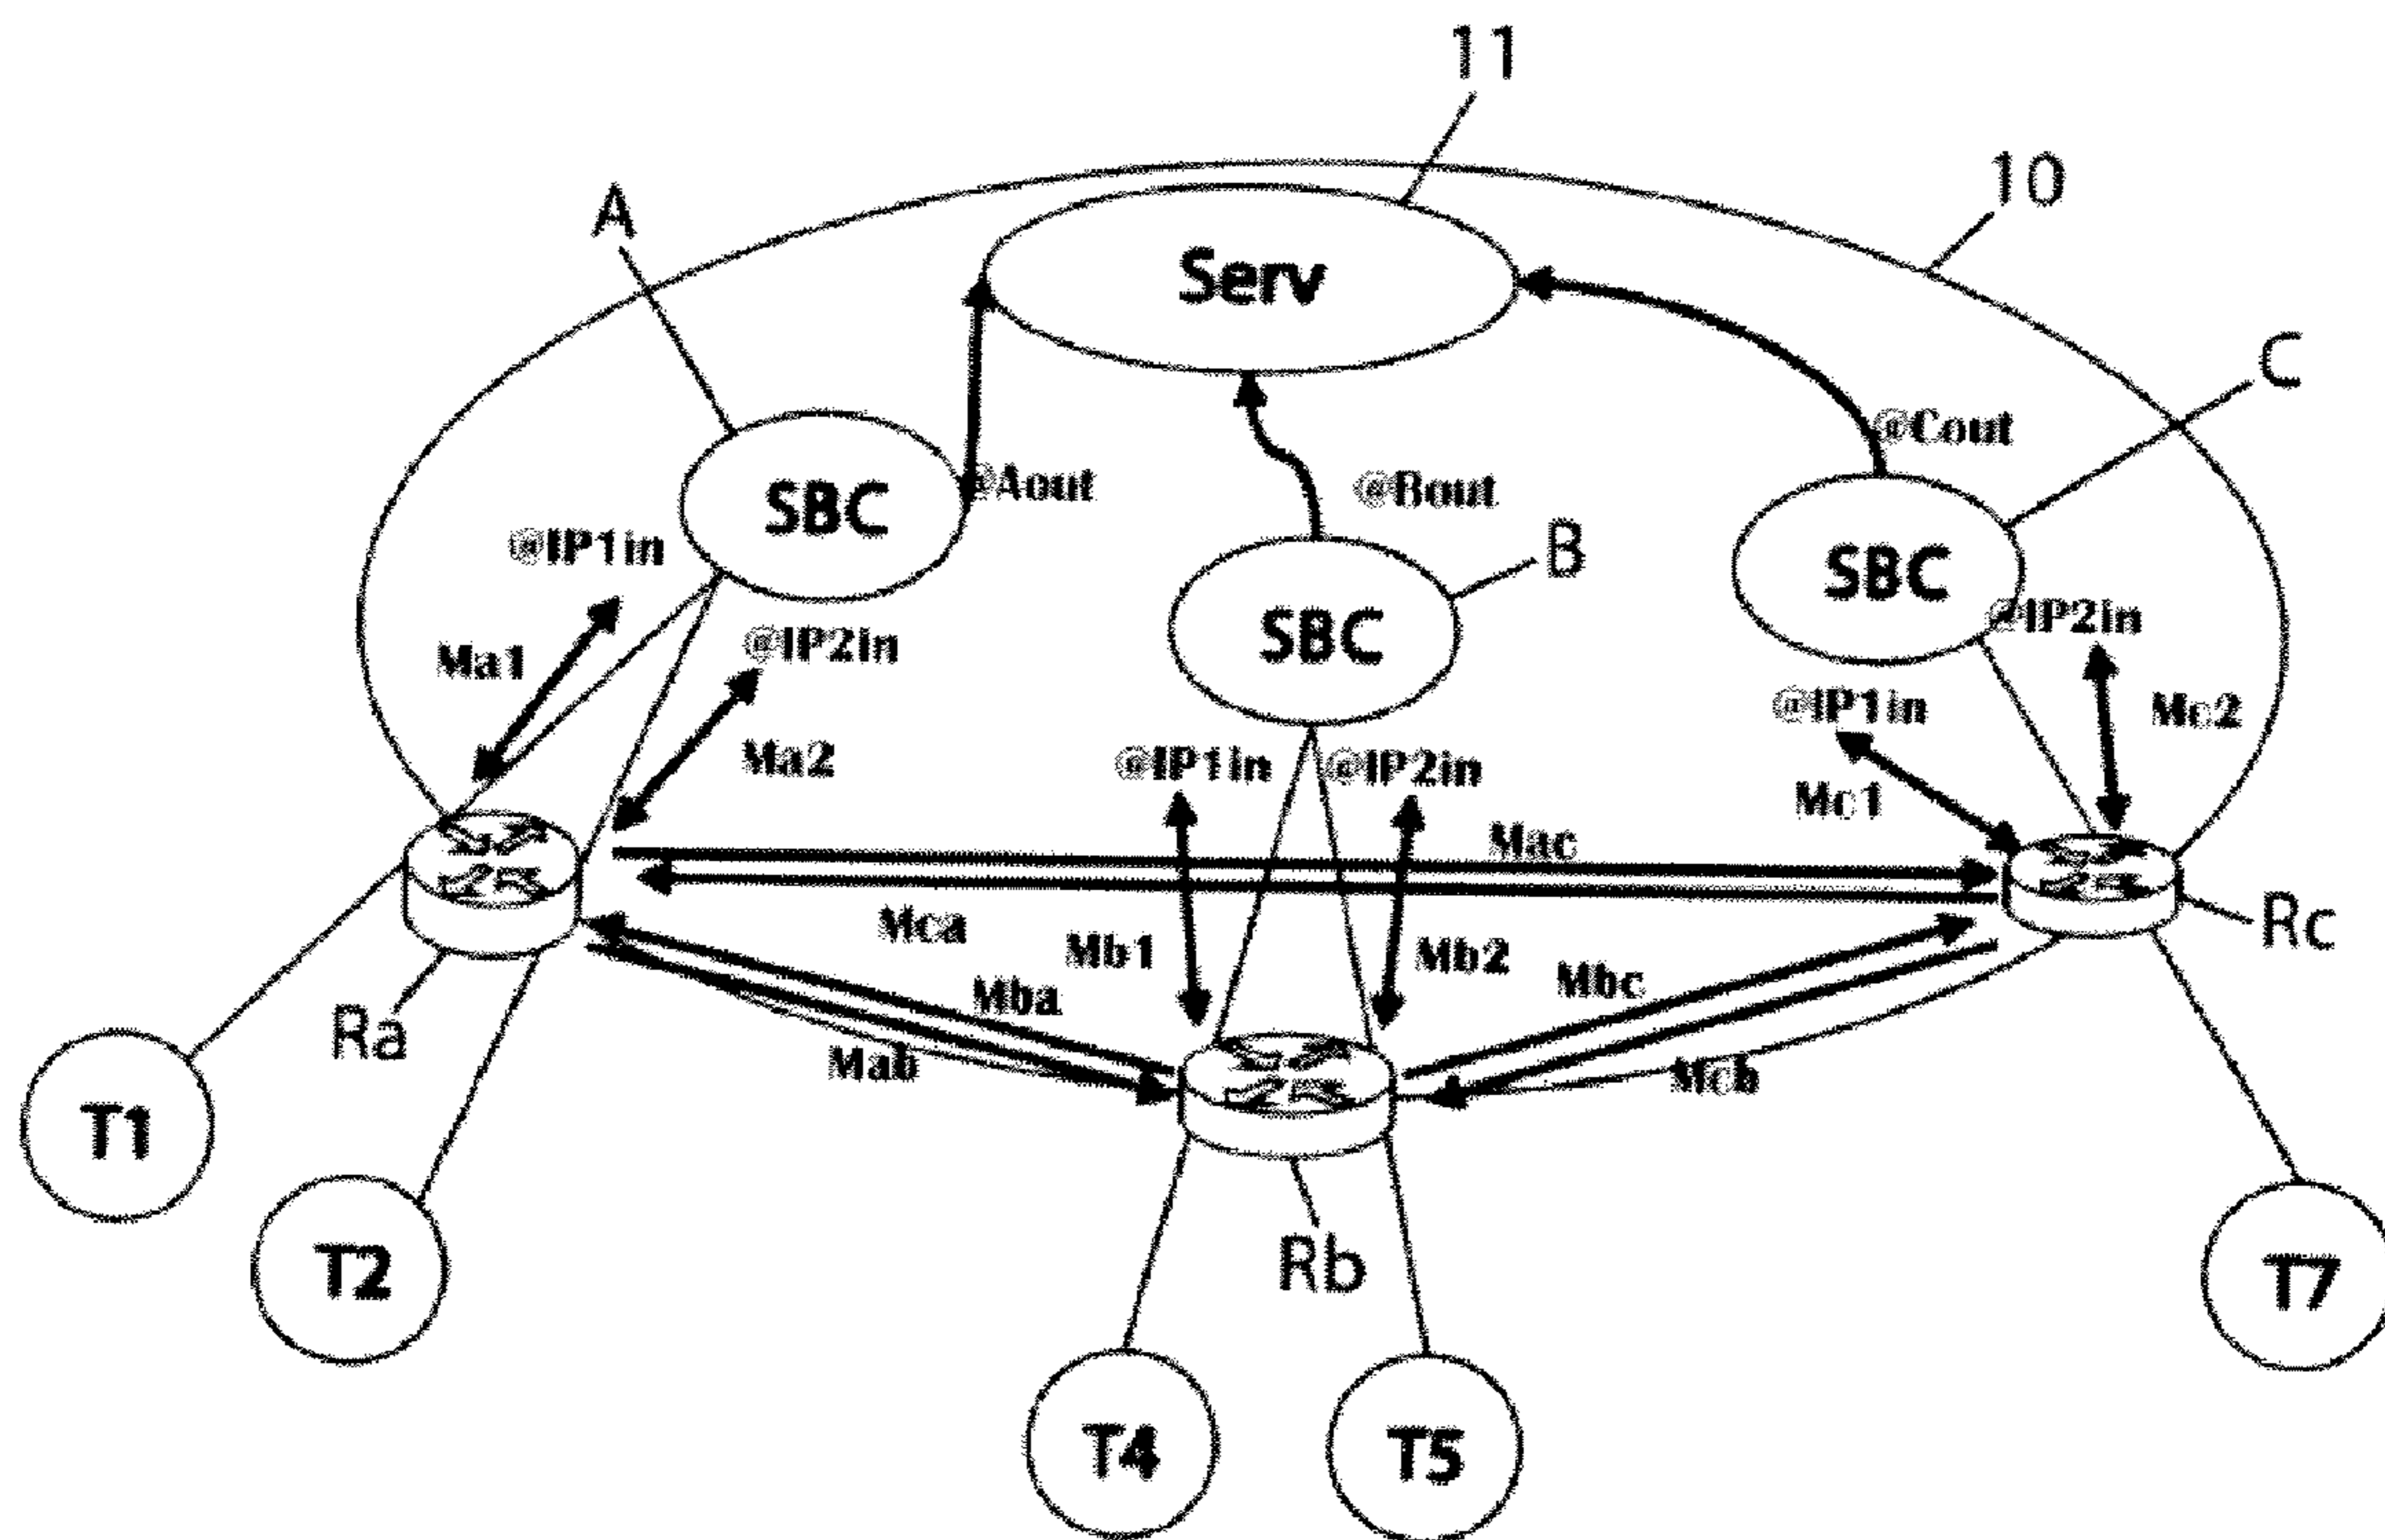 11
10
A
Serv
C
@Cout
SBC
@Aout
@Bout
@IP1in
B
SBC
SBC
@IP2in
Ma1
@IP2in
@IP1in
Mc2
Ma2
@IP1in
@IP2in
Mc1
Mac
Mca
Mb1
Mb2
Rc
Mbc
Mba
Ra
Mab
Mcb
T1
T2
Rb
T7
T4
T5